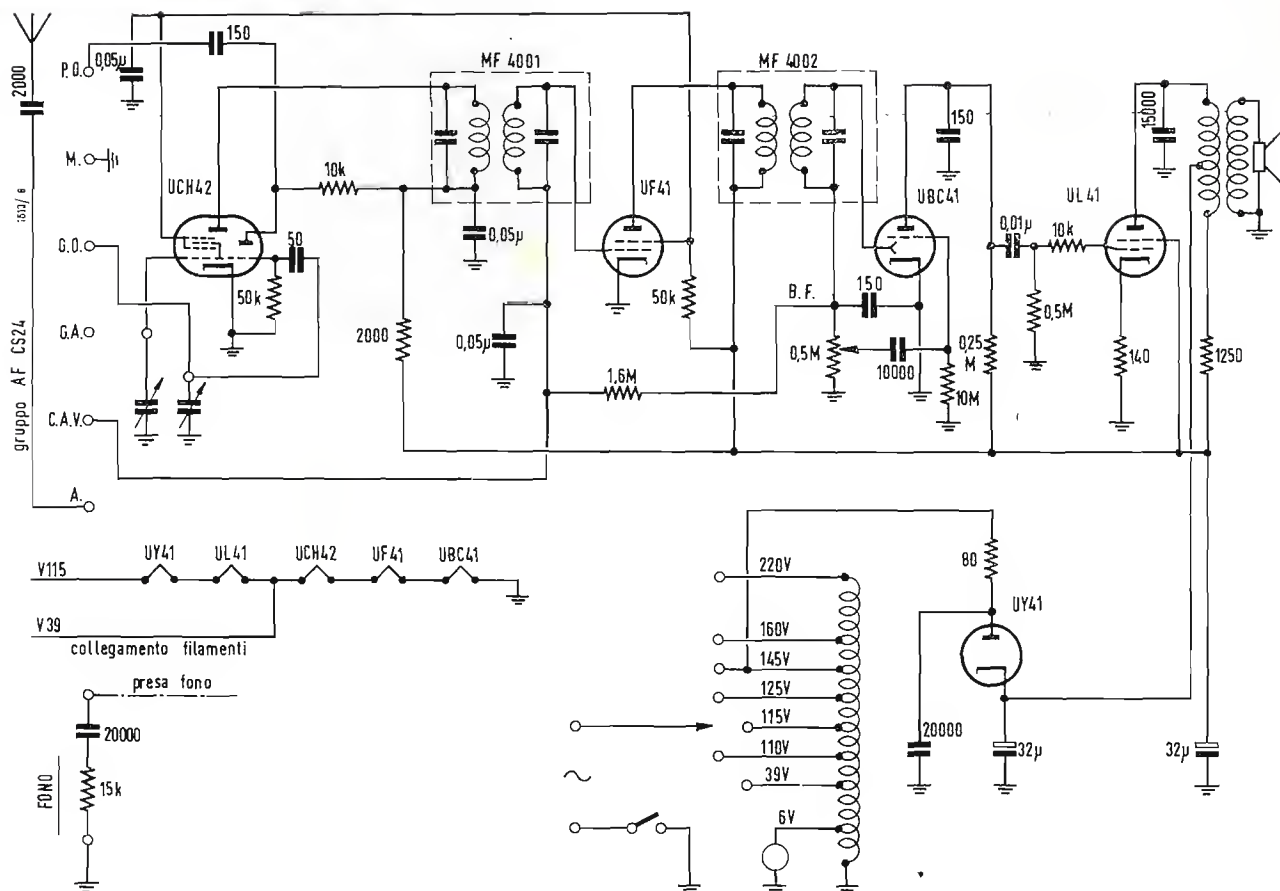 2000
P.O.
0,05µ
150
M.
G.O.
G.A.
C.A.V.
A.
gruppo AF CS24
UCH42
50
50k
10k
2000
MF 4001
0,05µ
0,05µ
1,6M
UF41
50k
MF 4002
B.F.
150
0,5M
10000
UBC41
150
10M
0,25
M
0,01µ
10k
0,5M
UL41
15000
140
1250
V115
UY41
UL41
UCH42
UF41
UBC41
V39
collegamento filamenti
presa fono
20000
FONO
15k
220V
160V
145V
125V
115V
110V
39V
6V
80
UY41
20000
32µ
32µ